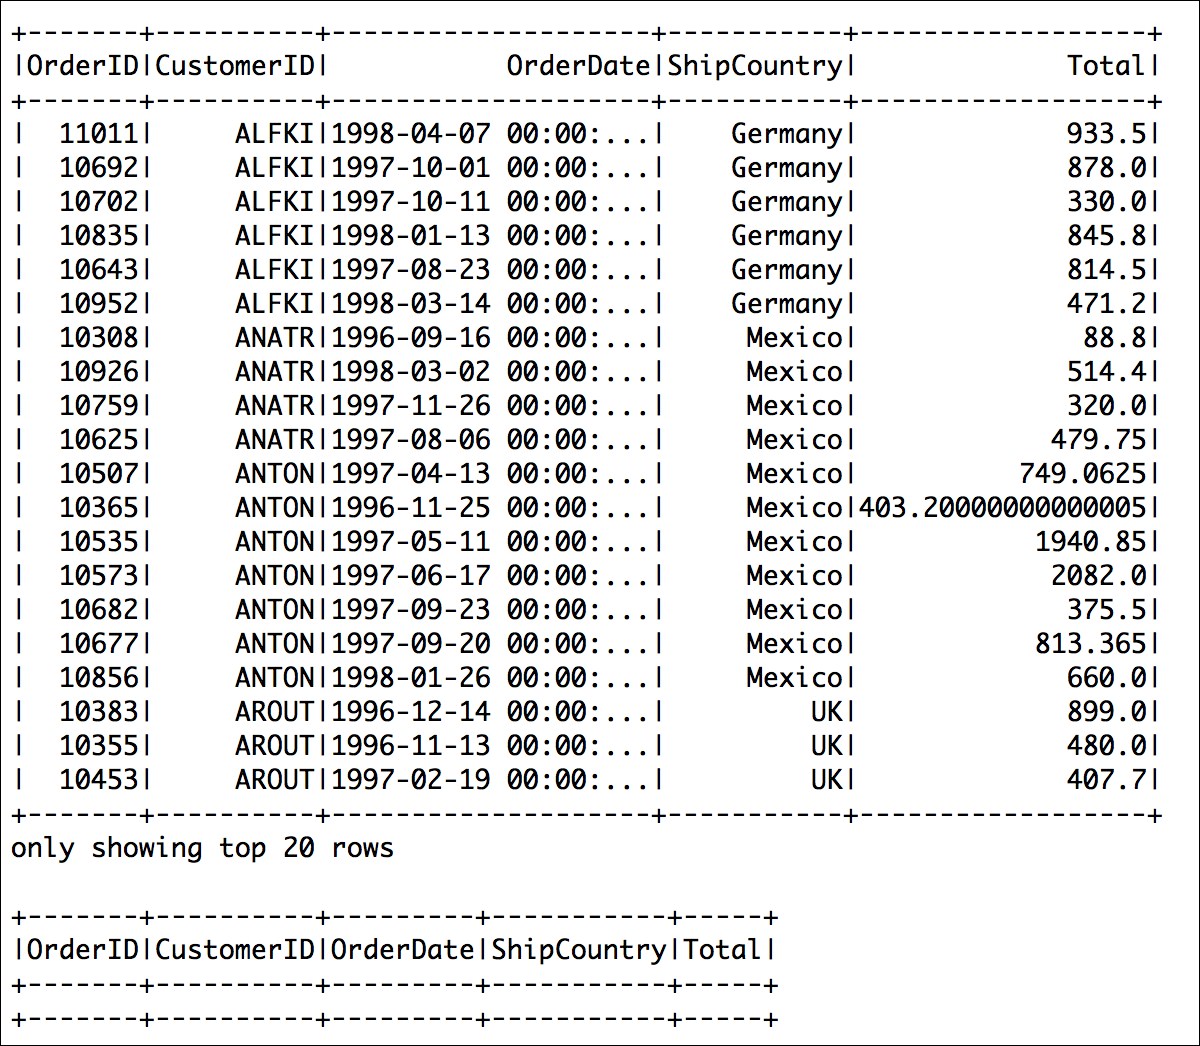 +-------+----------+--------------------+-----------+------------------+
|OrderID|CustomerID|           OrderDate|ShipCountry|             Total|
+-------+----------+--------------------+-----------+------------------+
|  11011|     ALFKI|1998-04-07 00:00:...|    Germany|             933.5|
|  10692|     ALFKI|1997-10-01 00:00:...|    Germany|             878.0|
|  10702|     ALFKI|1997-10-11 00:00:...|    Germany|             330.0|
|  10835|     ALFKI|1998-01-13 00:00:...|    Germany|             845.8|
|  10643|     ALFKI|1997-08-23 00:00:...|    Germany|             814.5|
|  10952|     ALFKI|1998-03-14 00:00:...|    Germany|             471.2|
|  10308|     ANATR|1996-09-16 00:00:...|     Mexico|              88.8|
|  10926|     ANATR|1998-03-02 00:00:...|     Mexico|             514.4|
|  10759|     ANATR|1997-11-26 00:00:...|     Mexico|             320.0|
|  10625|     ANATR|1997-08-06 00:00:...|     Mexico|            479.75|
|  10507|     ANTON|1997-04-13 00:00:...|     Mexico|          749.0625|
|  10365|     ANTON|1996-11-25 00:00:...|     Mexico|403.20000000000005|
|  10535|     ANTON|1997-05-11 00:00:...|     Mexico|           1940.85|
|  10573|     ANTON|1997-06-17 00:00:...|     Mexico|            2082.0|
|  10682|     ANTON|1997-09-23 00:00:...|     Mexico|             375.5|
|  10677|     ANTON|1997-09-20 00:00:...|     Mexico|           813.365|
|  10856|     ANTON|1998-01-26 00:00:...|     Mexico|             660.0|
|  10383|     AROUT|1996-12-14 00:00:...|         UK|             899.0|
|  10355|     AROUT|1996-11-13 00:00:...|         UK|             480.0|
|  10453|     AROUT|1997-02-19 00:00:...|         UK|             407.7|
+-------+----------+--------------------+-----------+------------------+
only showing top 20 rows
+-------+----------+---------+-----------+-----+
|OrderID|CustomerID|OrderDate|ShipCountry|Total|
+-------+----------+---------+-----------+-----+
+-------+----------+---------+-----------+-----+